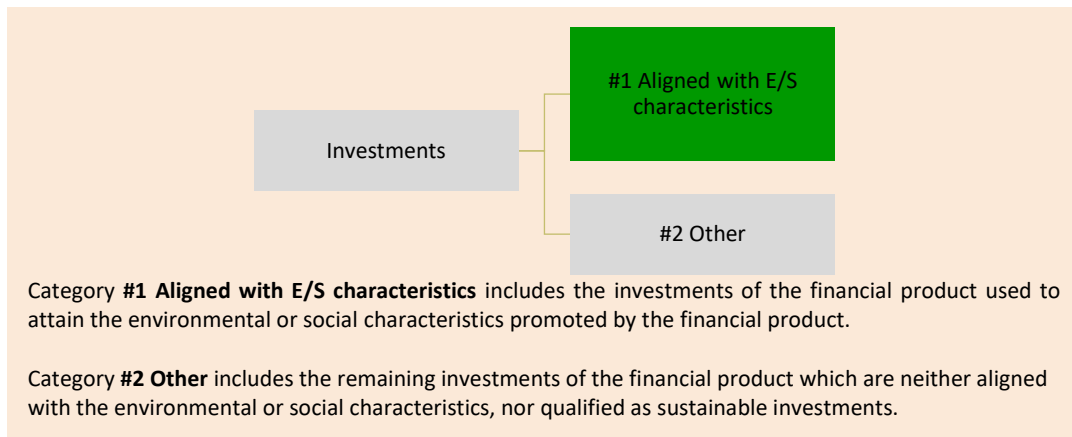 #1 Aligned with E/S
characteristics
Investments
#2 Other
Category #1 Aligned with E/S characteristics includes the investments of the financial product used to
attain the environmental or social characteristics promoted by the financial product.
Category #2 Other includes the remaining investments of the financial product which are neither aligned
with the environmental or social characteristics, nor qualified as sustainable investments.